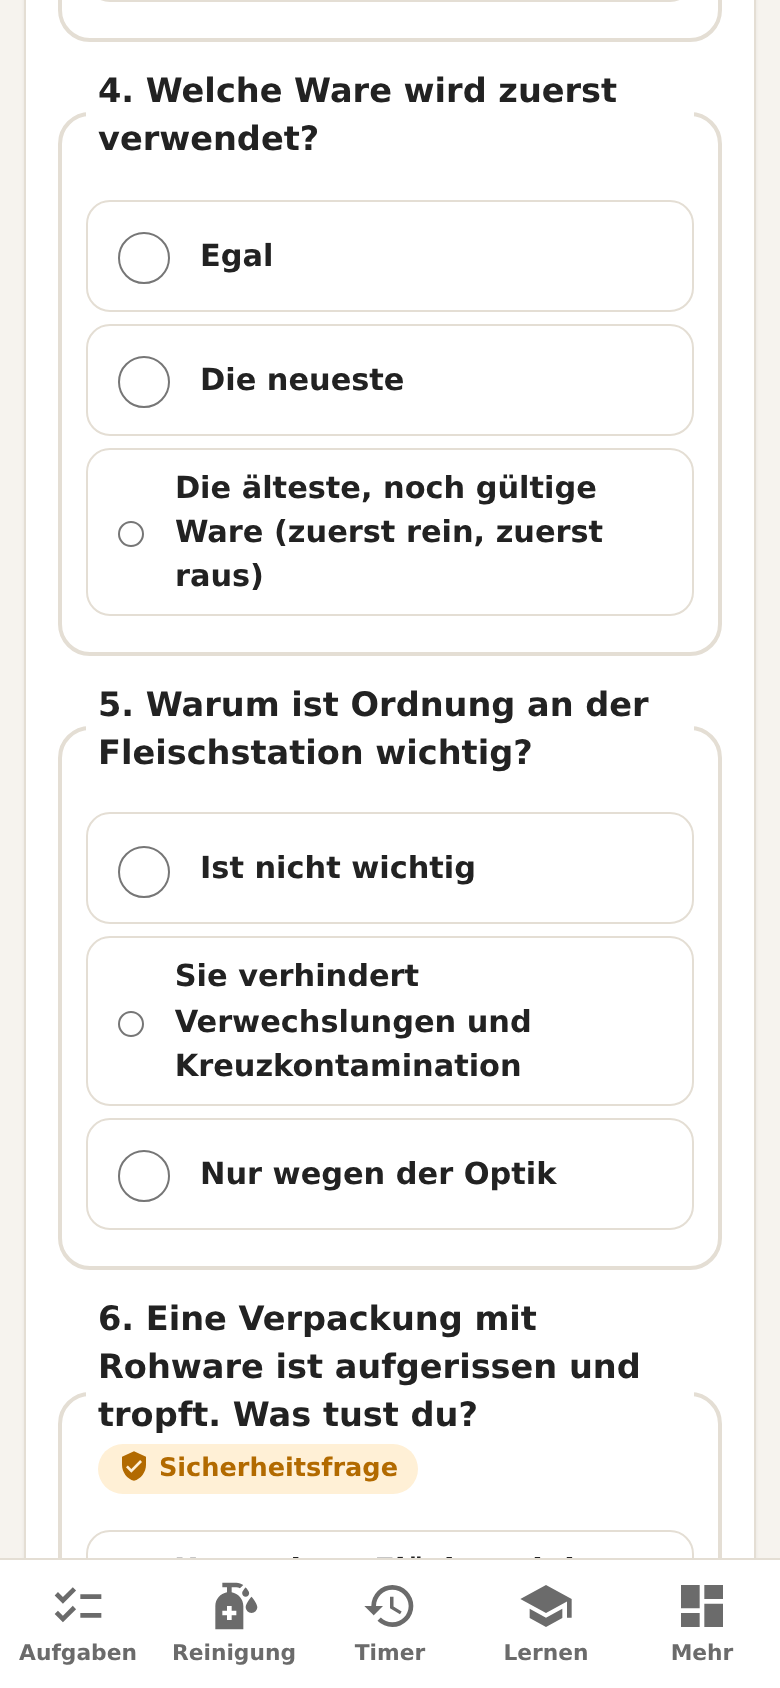 4. Welche Ware wird zuerst
verwendet?
Egal
Die neueste
Die älteste, noch gültige
Ware (zuerst rein, zuerst
raus)
5. Warum ist Ordnung an der
Fleischstation wichtig?
Ist nicht wichtig
Sie verhindert
Verwechslungen und
Kreuzkontamination
Nur wegen der Optik
6. Eine Verpackung mit
Rohware ist aufgerissen und
tropft. Was tust du?
Sicherheitsfrage
Aufgaben
Reinigung
Timer
Lernen
Mehr